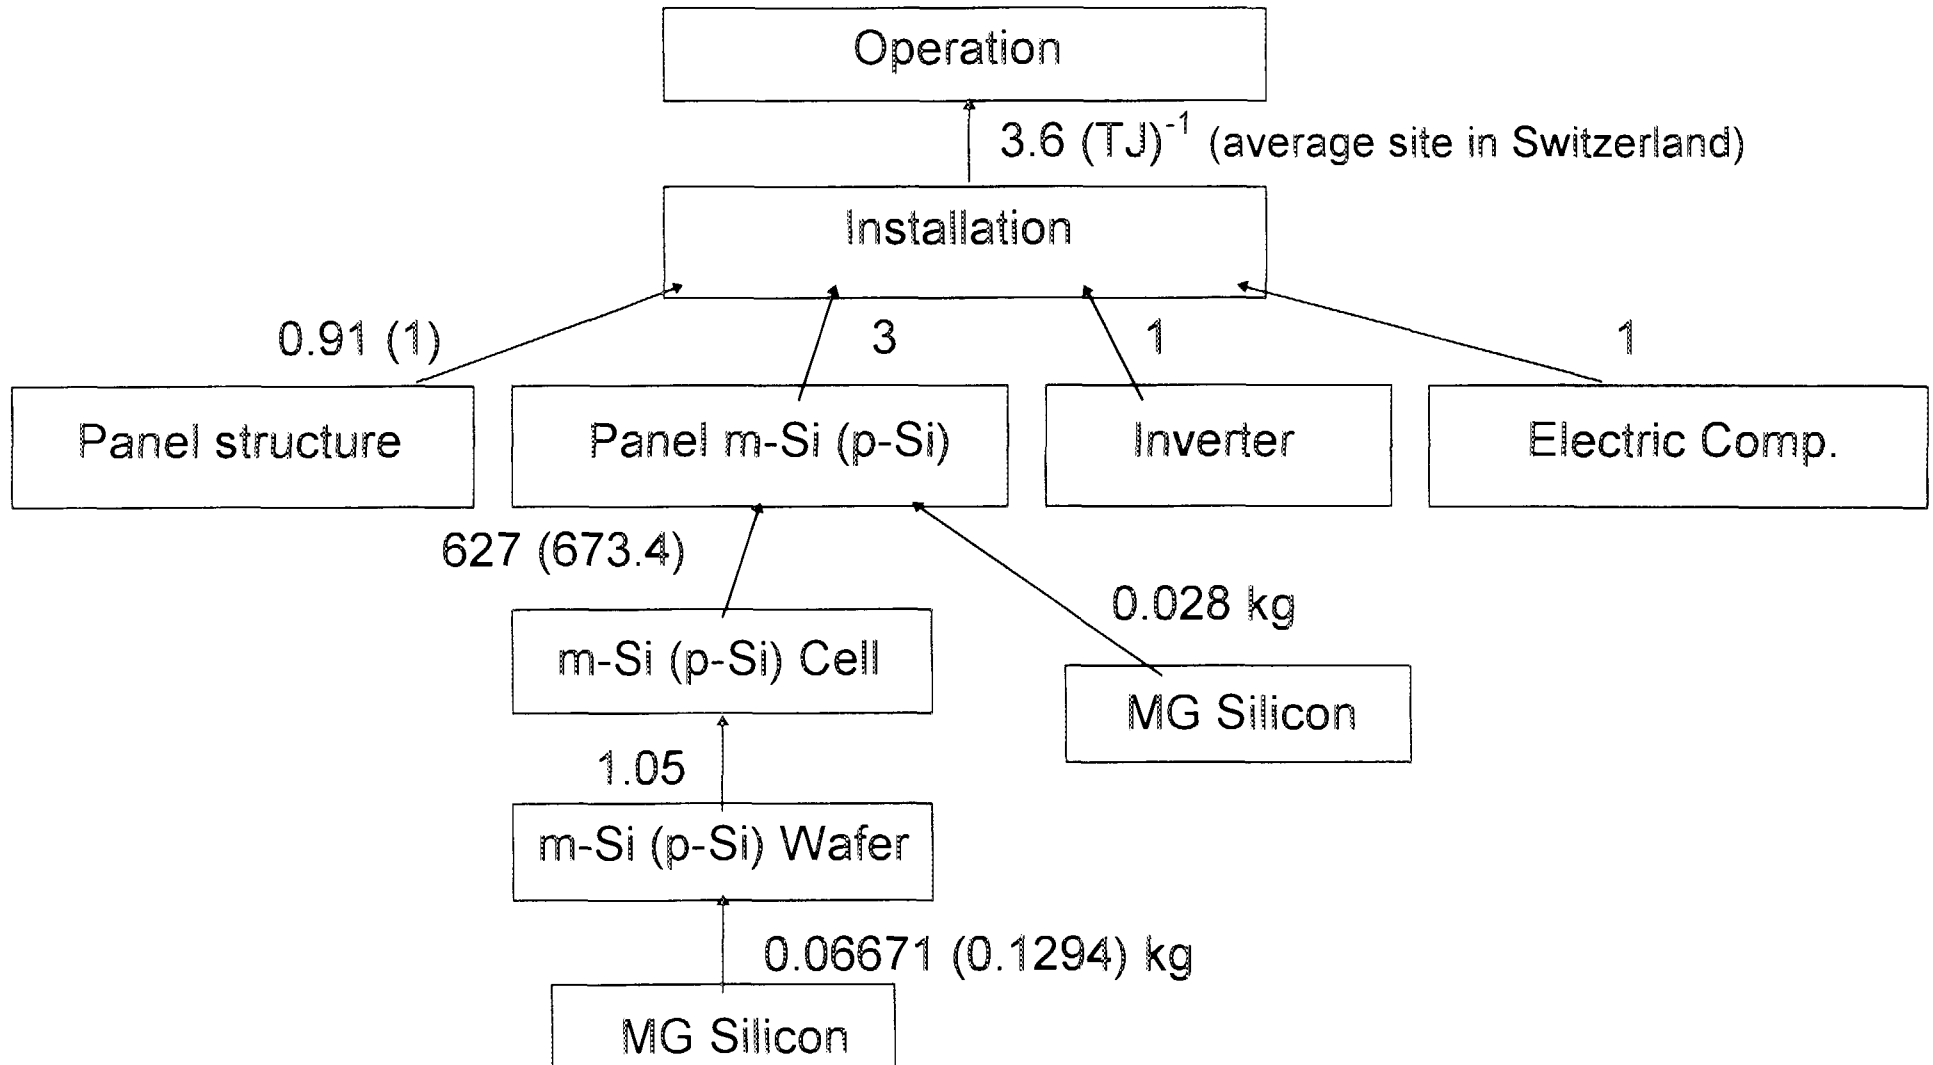 Operation
3.6 (TJ)⁻¹ (average site in Switzerland)
Installation
0.91 (1)
3
1
1
Panel structure
Panel m-Si (p-Si)
Inverter
Electric Comp.
627 (673.4)
0.028 kg
m-Si (p-Si) Cell
MG Silicon
1.05
m-Si (p-Si) Wafer
0.06671 (0.1294) kg
MG Silicon